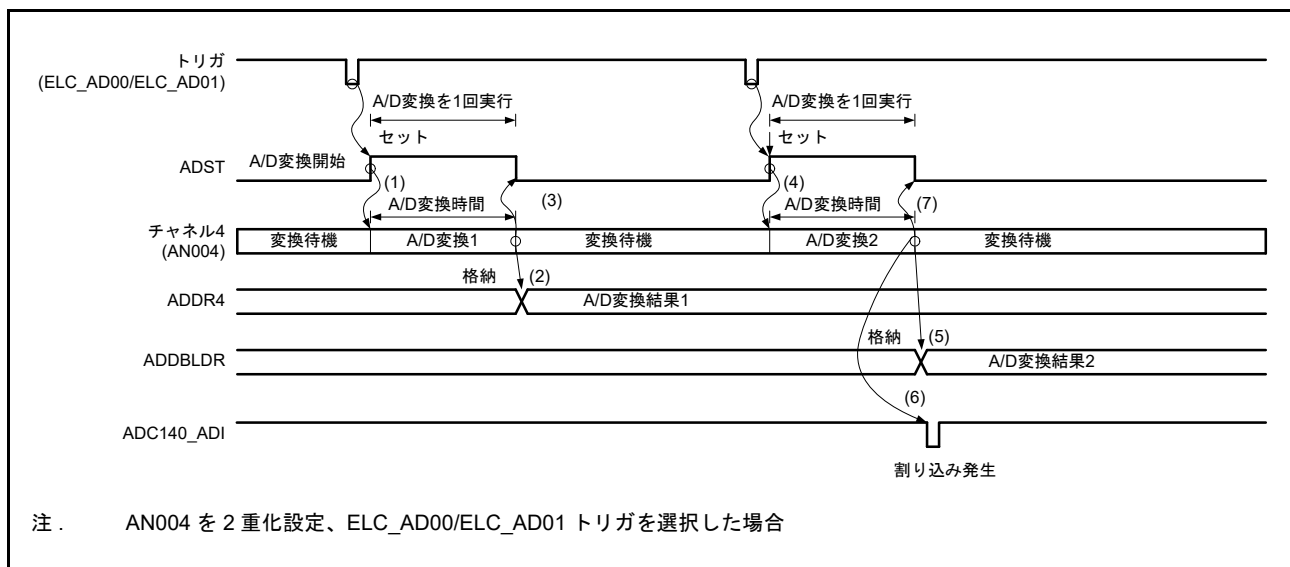 トリガ
(ELC_AD00/ELC_AD01)
A/D変換を1回実行
A/D変換を1回実行
セット
セット
ADST
A/D変換開始
(1)
(3)
(4)
(7)
A/D変換時間
A/D変換時間
チャネル4
(AN004)
変換待機
A/D変換1
変換待機
A/D変換2
変換待機
格納
(2)
ADDR4
A/D変換結果1
格納
(5)
ADDBLDR
A/D変換結果2
(6)
ADC140_ADI
割り込み発生
注 . AN004 を 2 重化設定、ELC_AD00/ELC_AD01 トリガを選択した場合